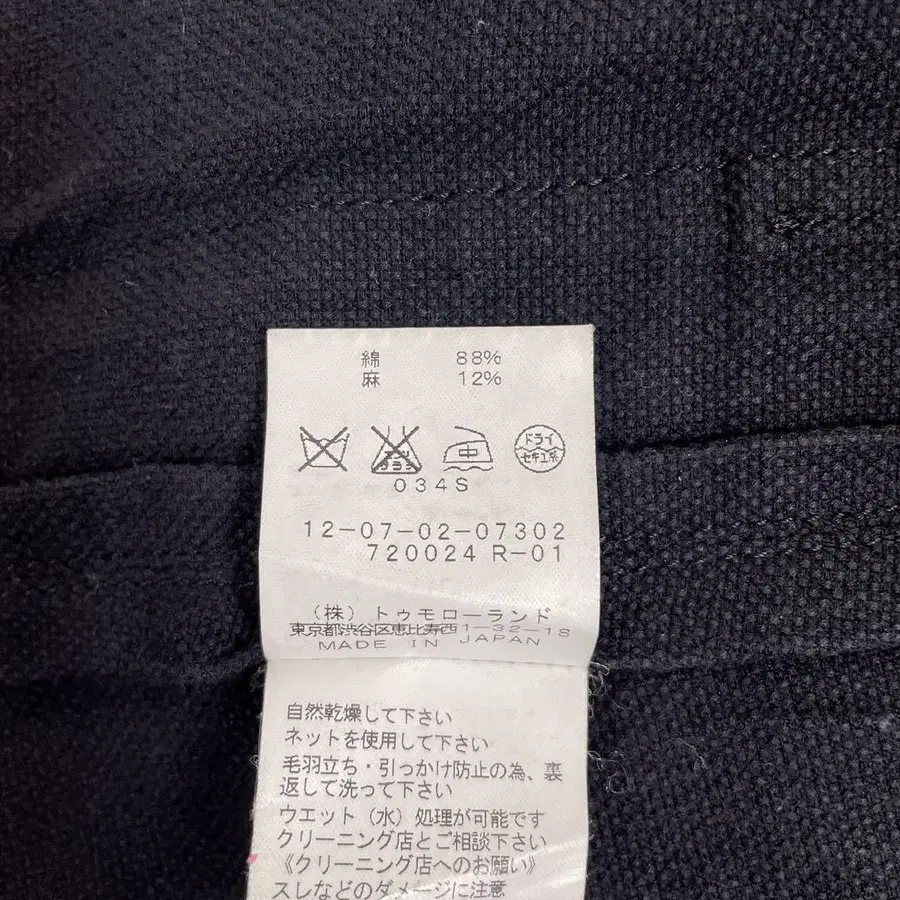 綿 88%
麻 12%
エンソ サラシ 中 ドライ セキユ系
034S
12-07-02-07302
720024 R-01
（株）トゥモローランド
東京都渋谷区恵比寿西1-32-18
MADE IN JAPAN
自然乾燥して下さい
ネットを使用して下さい
毛羽立ち・引っかけ防止の為、裏
返して洗って下さい
ウエット（水）処理が可能です
クリーニング店とご相談下さい
《クリーニング店へのお願い》
スレなどのダメージに注意